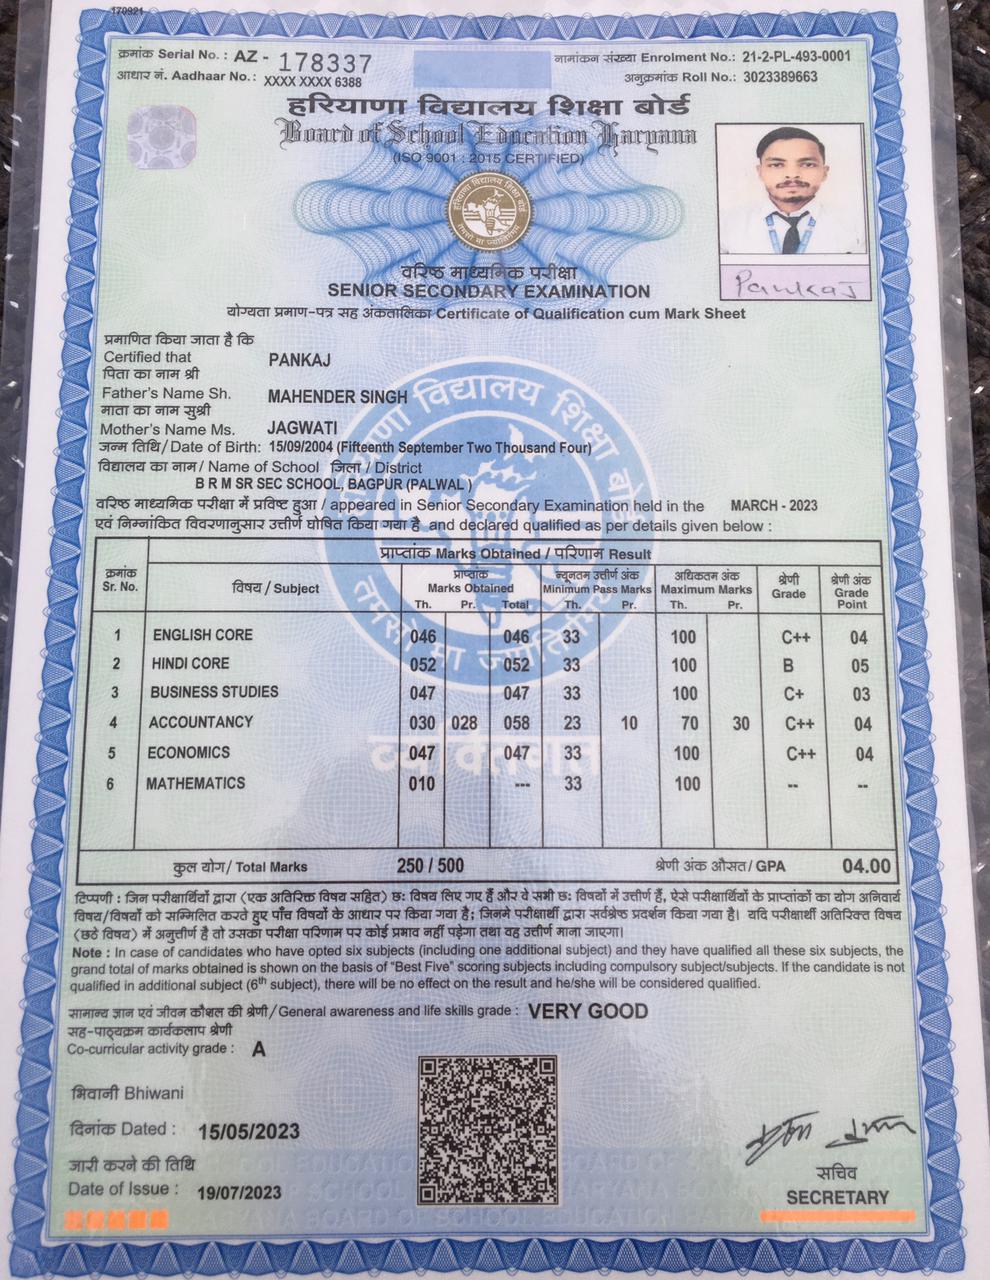 170921
क्रमांक Serial No. : AZ - 178337
नामांकन संख्या Enrolment No.: 21-2-PL-493-0001
आधार नं. Aadhaar No.: XXXX XXXX 6388
अनुक्रमांक Roll No.: 3023389663
हरियाणा विद्यालय शिक्षा बोर्ड
Board of School Education Haryana
(ISO 9001 : 2015 CERTIFIED)
Pankaj
वरिष्ठ माध्यमिक परीक्षा
SENIOR SECONDARY EXAMINATION
योग्यता प्रमाण-पत्र सह अंकतालिका Certificate of Qualification cum Mark Sheet
प्रमाणित किया जाता है कि
Certified that PANKAJ
पिता का नाम श्री
Father's Name Sh. MAHENDER SINGH
माता का नाम सुश्री
Mother's Name Ms. JAGWATI
जन्म तिथि/Date of Birth: 15/09/2004 (Fifteenth September Two Thousand Four)
विद्यालय का नाम/ Name of School जिला / District
B R M SR SEC SCHOOL, BAGPUR (PALWAL )
वरिष्ठ माध्यमिक परीक्षा में प्रविष्ट हुआ / appeared in Senior Secondary Examination held in the MARCH - 2023
एवं निम्नांकित विवरणानुसार उत्तीर्ण घोषित किया गया है and declared qualified as per details given below :
प्राप्तांक Marks Obtained / परिणाम Result
क्रमांक Sr. No. विषय / Subject प्राप्तांक Marks Obtained न्यूनतम उत्तीर्ण अंक Minimum Pass Marks अधिकतम अंक Maximum Marks श्रेणी Grade श्रेणी अंक Grade Point
Th. Pr. Total Th. Pr. Th. Pr.
1 ENGLISH CORE 046 046 33 100 C++ 04
2 HINDI CORE 052 052 33 100 B 05
3 BUSINESS STUDIES 047 047 33 100 C+ 03
4 ACCOUNTANCY 030 028 058 23 10 70 30 C++ 04
5 ECONOMICS 047 047 33 100 C++ 04
6 MATHEMATICS 010 --- 33 100 -- --
कुल योग/ Total Marks 250 / 500 श्रेणी अंक औसत/ GPA 04.00
टिप्पणी : जिन परीक्षार्थियों द्वारा (एक अतिरिक्त विषय सहित) छः विषय लिए गए हैं और वे सभी छः विषयों में उत्तीर्ण हैं, ऐसे परीक्षार्थियों के प्राप्तांकों का योग अनिवार्य
विषय/विषयों को सम्मिलित करते हुए पाँच विषयों के आधार पर किया गया है; जिनमे परीक्षार्थी द्वारा सर्वश्रेष्ठ प्रदर्शन किया गया है। यदि परीक्षार्थी अतिरिक्त विषय
(छठे विषय) में अनुत्तीर्ण है तो उसका परीक्षा परिणाम पर कोई प्रभाव नहीं पड़ेगा तथा वह उत्तीर्ण माना जाएगा।
Note : In case of candidates who have opted six subjects (including one additional subject) and they have qualified all these six subjects, the
grand total of marks obtained is shown on the basis of "Best Five" scoring subjects including compulsory subject/subjects. If the candidate is not
qualified in additional subject (6th subject), there will be no effect on the result and he/she will be considered qualified.
सामान्य ज्ञान एवं जीवन कौशल की श्रेणी/General awareness and life skills grade : VERY GOOD
सह-पाठ्यक्रम कार्यकलाप श्रेणी
Co-curricular activity grade : A
भिवानी Bhiwani
दिनांक Dated : 15/05/2023
जारी करने की तिथि
Date of Issue : 19/07/2023
सचिव
SECRETARY